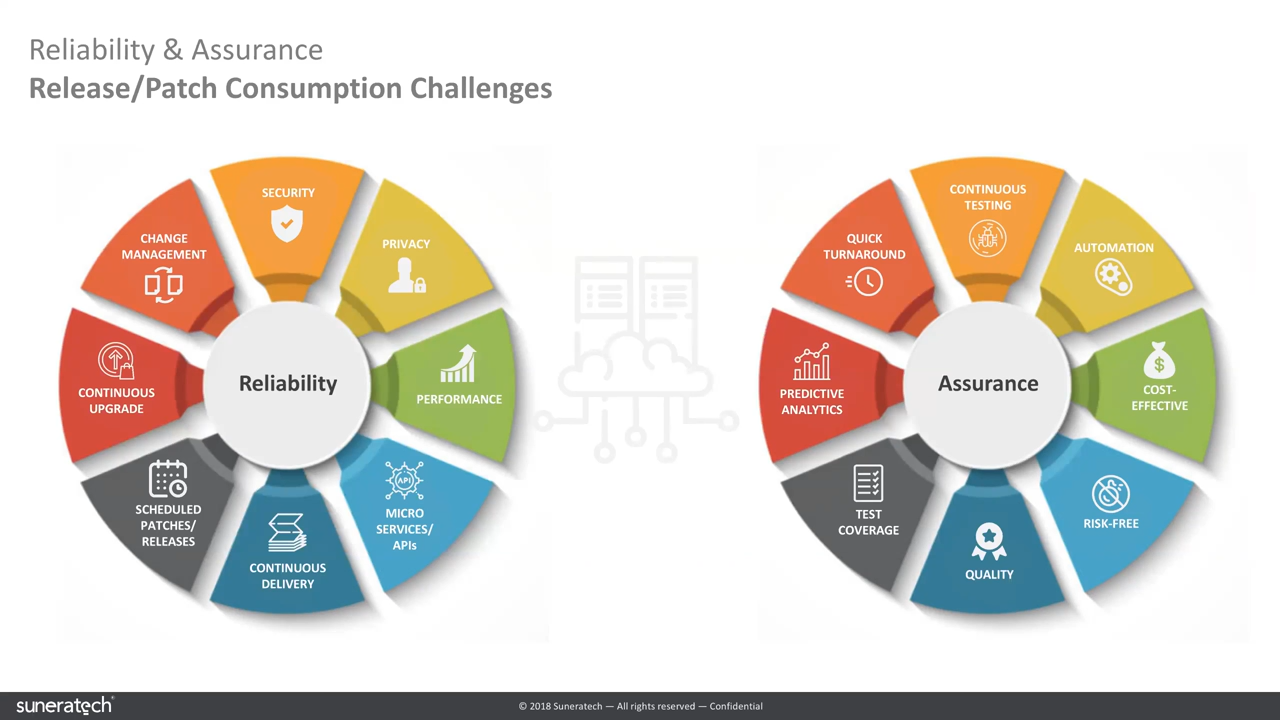 Reliability & Assurance
Release/Patch Consumption Challenges
SECURITY
PRIVACY
PERFORMANCE
API
MICRO
SERVICES/
APIs
CONTINUOUS
DELIVERY
SCHEDULED
PATCHES/
RELEASES
CONTINUOUS
UPGRADE
CHANGE
MANAGEMENT
Reliability
CONTINUOUS
TESTING
AUTOMATION
$
COST-
EFFECTIVE
RISK-FREE
QUALITY
TEST
COVERAGE
PREDICTIVE
ANALYTICS
QUICK
TURNAROUND
Assurance
suneratech®
© 2018 Suneratech — All rights reserved — Confidential